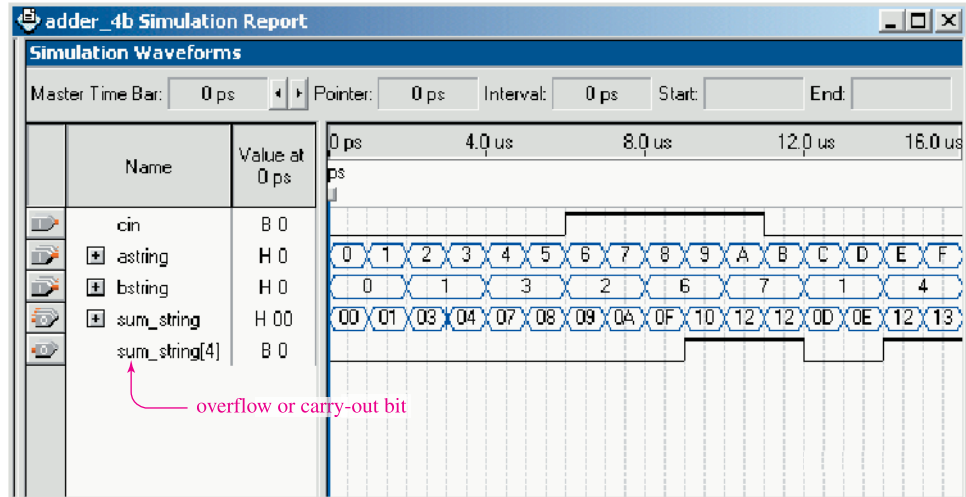 adder_4b Simulation Report
Simulation Waveforms
Master Time Bar: 0 ps Pointer: 0 ps Interval: 0 ps Start: End:
Name Value at 0 ps
0 ps 4.0 us 8.0 us 12.0 us 16.0 us
ps
cin B 0
astring H 0 0 1 2 3 4 5 6 7 8 9 A B C D E F
bstring H 0 0 1 3 2 6 7 1 4
sum_string H 00 00 01 03 04 07 08 09 0A 0F 10 12 12 0D 0E 12 13
sum_string[4] B 0
overflow or carry-out bit